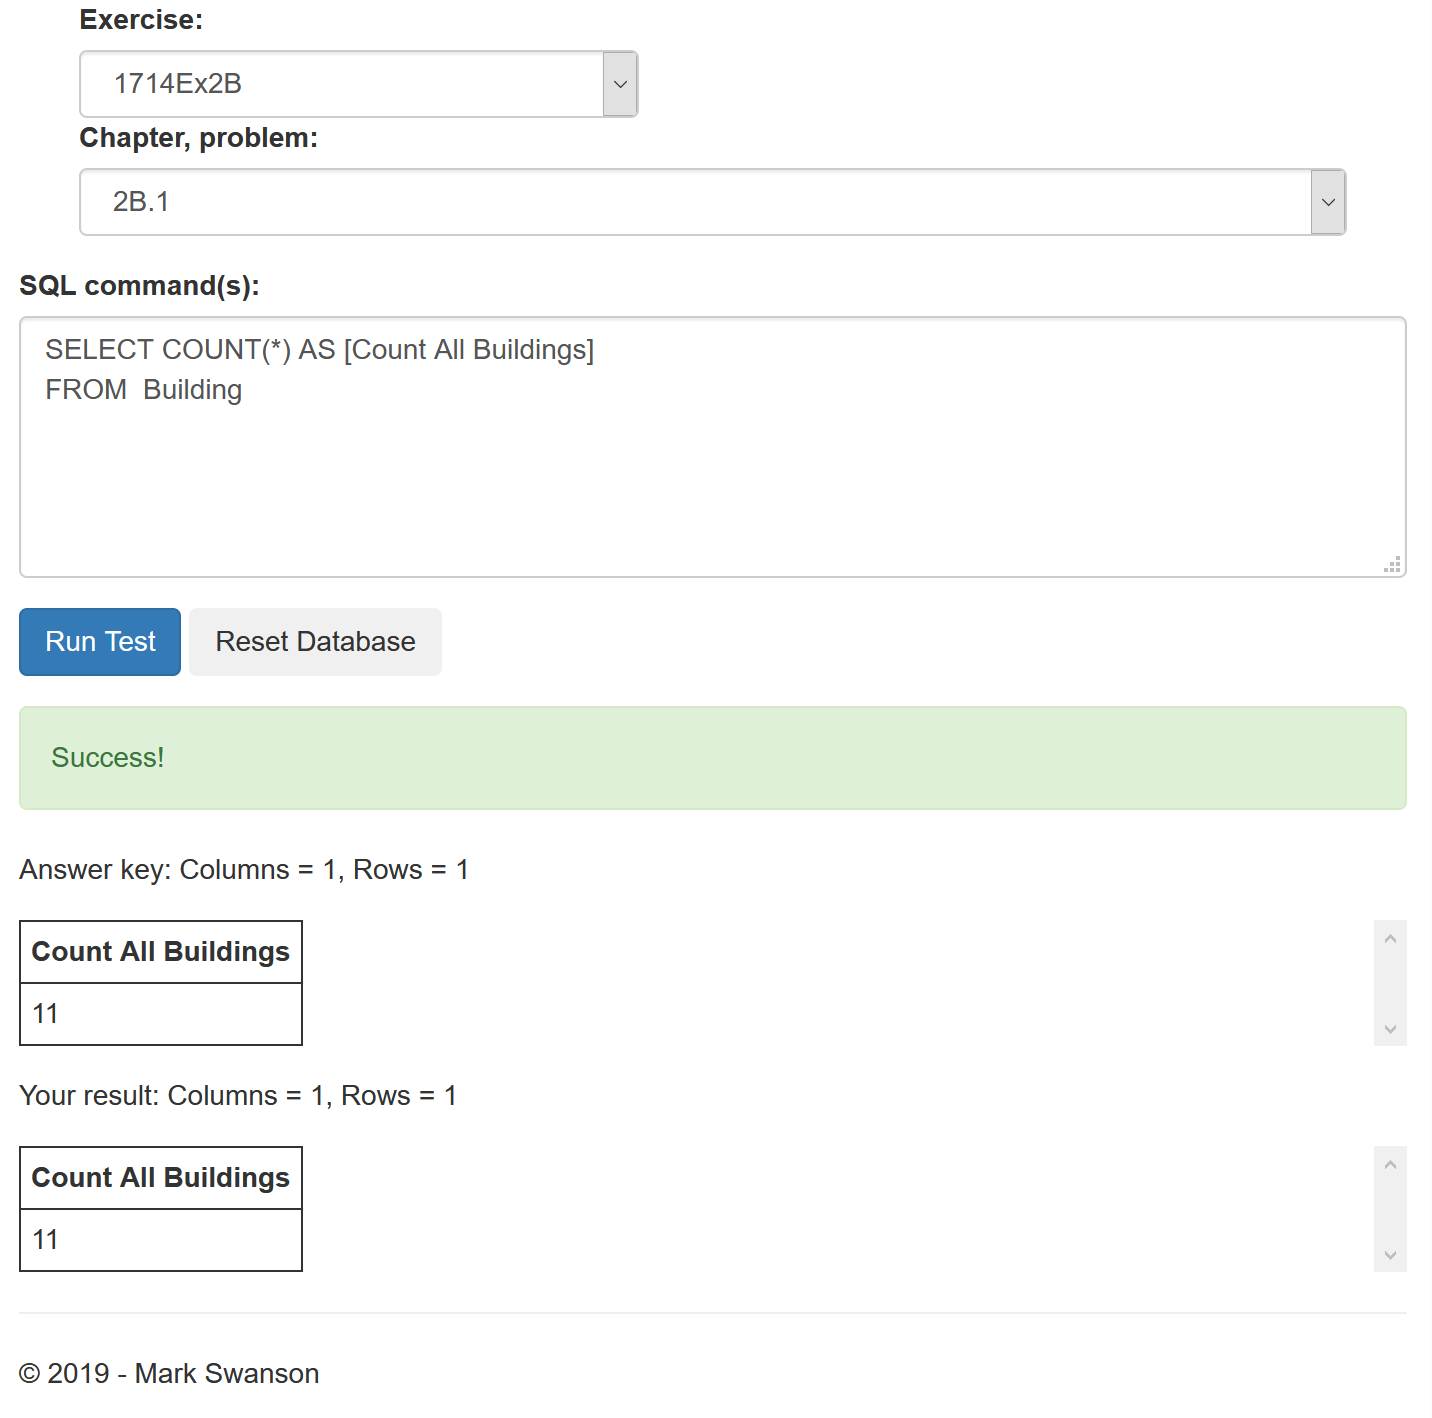 Exercise:
1714Ex2B
Chapter, problem:
2B.1
SQL command(s):
SELECT COUNT(*) AS [Count All Buildings]
FROM  Building
Run Test Reset Database
Success!
Answer key: Columns = 1, Rows = 1
Count All Buildings
11
Your result: Columns = 1, Rows = 1
Count All Buildings
11
© 2019 - Mark Swanson